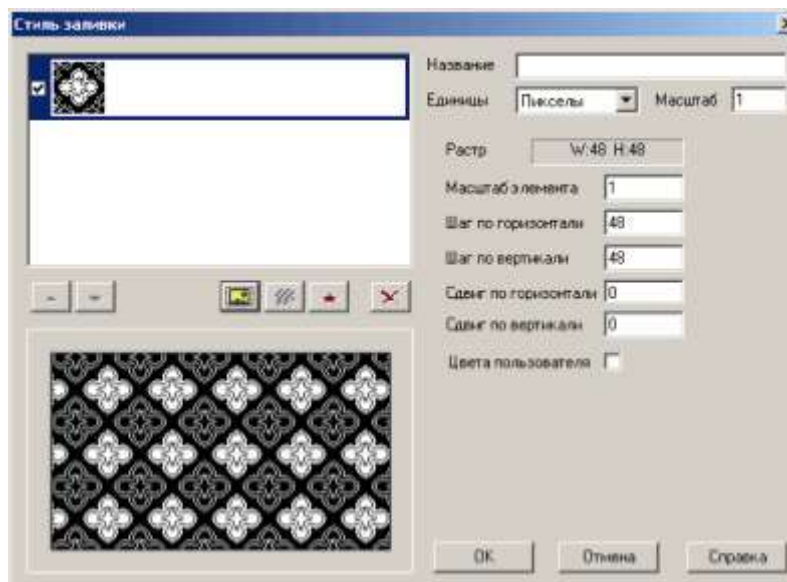 Стиль заливки
Название
Единицы Пикселы Масштаб 1
Растр W:48 H:48
Масштаб элемента 1
Шаг по горизонтали 48
Шаг по вертикали 48
Сдвиг по горизонтали 0
Сдвиг по вертикали 0
Цвета пользователя
OK Отмена Справка